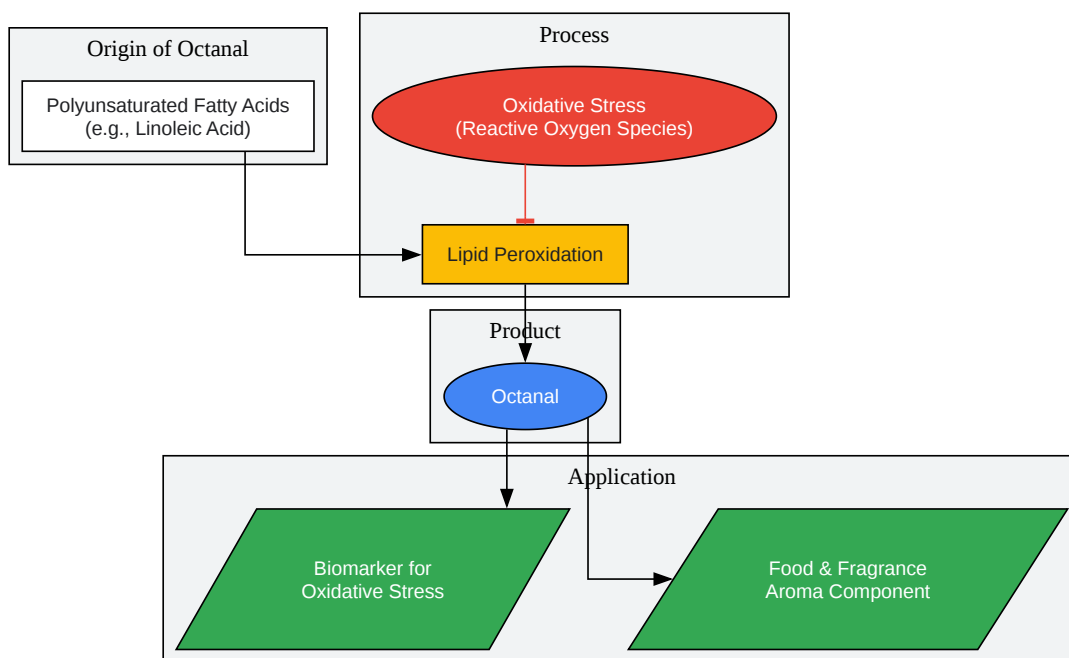 Origin of Octanal
Polyunsaturated Fatty Acids
(e.g., Linoleic Acid)
Process
Oxidative Stress
(Reactive Oxygen Species)
Lipid Peroxidation
Product
Octanal
Application
Biomarker for
Oxidative Stress
Food & Fragrance
Aroma Component